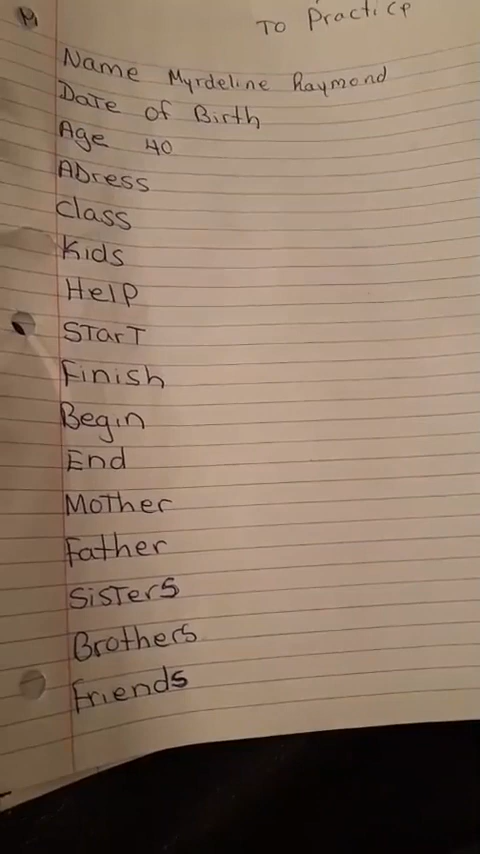 To Practice
Name Myrdeline Raymond
Date of Birth
Age 40
ADress
Class
Kids
Help
STarT
Finish
Begin
End
MoTher
Father
SisTers
Brothers
Friends